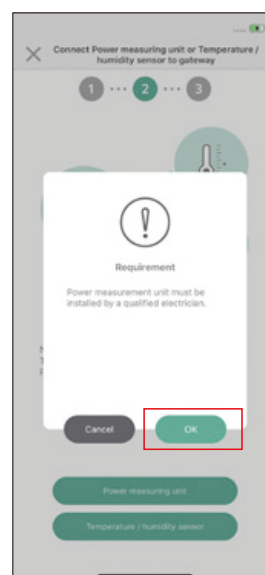 Connect Power measuring unit or Temperature /
humidity sensor to gateway
1 ... 2 ... 3
Requirement
Power measurement unit must be
installed by a qualified electrician.
Cancel OK
Power measuring unit
Temperature / humidity sensor